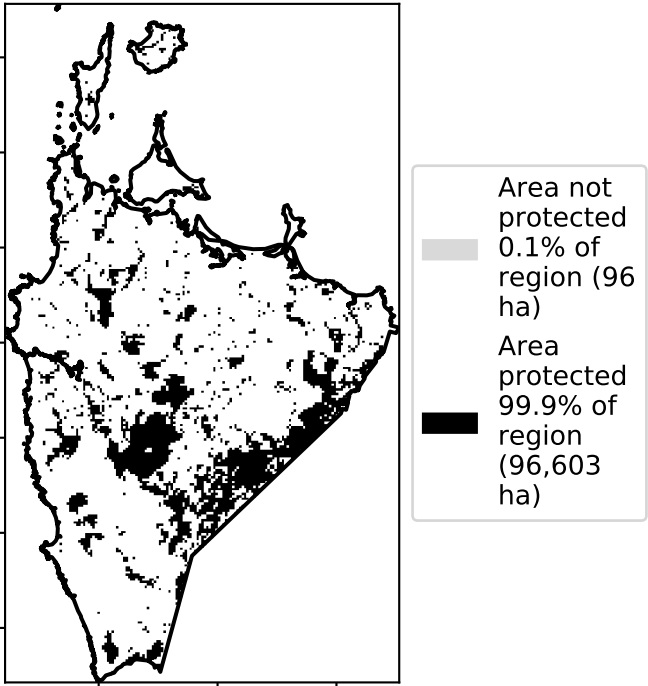 Area not
protected
0.1% of
region (96
ha)
Area
protected
99.9% of
region
(96,603
ha)